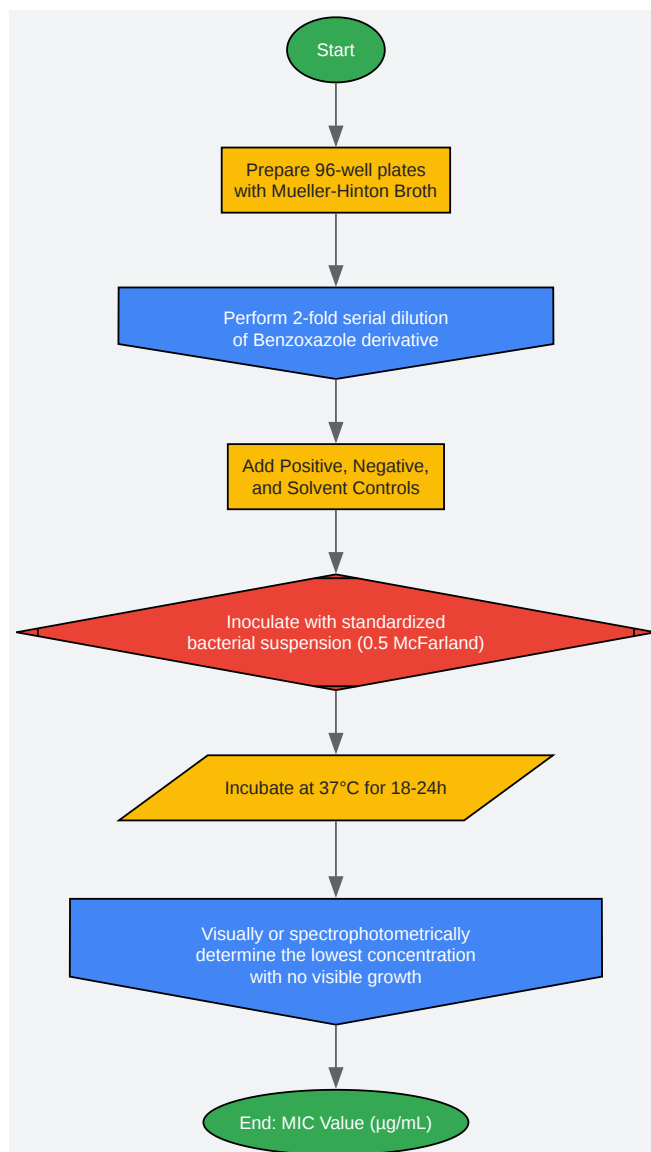 Start
Prepare 96-well plates
with Mueller-Hinton Broth
Perform 2-fold serial dilution
of Benzoxazole derivative
Add Positive, Negative,
and Solvent Controls
Inoculate with standardized
bacterial suspension (0.5 McFarland)
Incubate at 37°C for 18-24h
Visually or spectrophotometrically
determine the lowest concentration
with no visible growth
End: MIC Value (µg/mL)